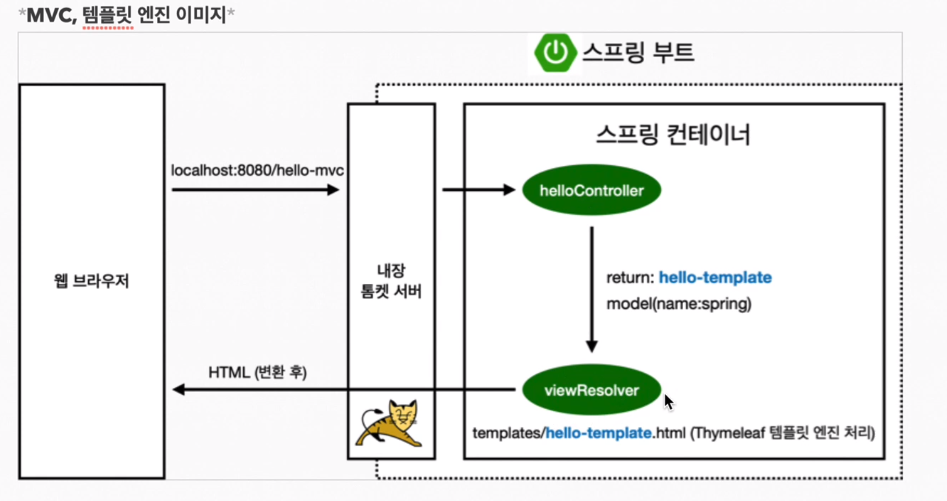 *MVC, 템플릿 엔진 이미지*
스프링 부트
스프링 컨테이너
localhost:8080/hello-mvc
helloController
웹 브라우저
내장
톰켓 서버
return: hello-template
model(name:spring)
HTML (변환 후)
viewResolver
templates/hello-template.html (Thymeleaf 템플릿 엔진 처리)